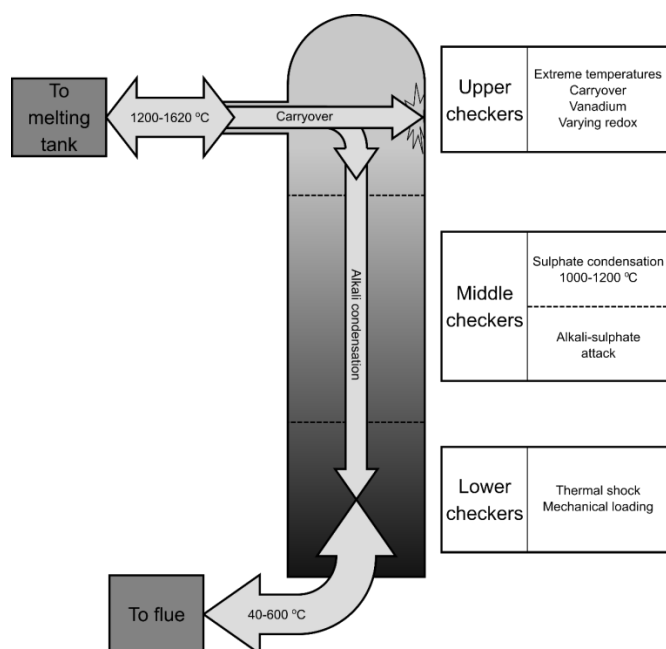 To
melting
tank
1200-1620 ºC
Carryover
Upper
checkers
Extreme temperatures
Carryover
Vanadium
Varying redox
Alkali condensation
Middle
checkers
Sulphate condensation
1000-1200 ºC
Alkali-sulphate
attack
Lower
checkers
Thermal shock
Mechanical loading
To flue
40-600 ºC